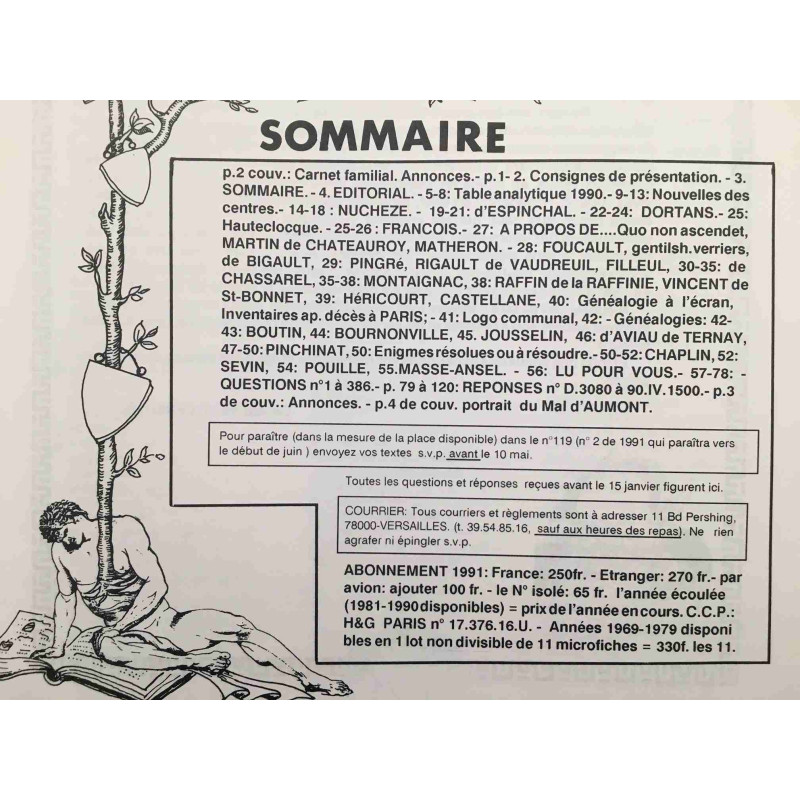 SOMMAIRE
p.2 couv.: Carnet familial. Annonces.- p.1- 2. Consignes de présentation. - 3.
SOMMAIRE. - 4. EDITORIAL. - 5-8: Table analytique 1990.- 9-13: Nouvelles des
centres.- 14-18 : NUCHEZE. - 19-21: d'ESPINCHAL. - 22-24: DORTANS.- 25:
Hauteclocque. - 25-26 : FRANCOIS.- 27: A PROPOS DE....Quo non ascendet,
MARTIN de CHATEAUROY, MATHERON. - 28: FOUCAULT, gentilsh.verriers,
de BIGAULT, 29: PINGRé, RIGAULT de VAUDREUIL, FILLEUL, 30-35: de
CHASSAREL, 35-38: MONTAIGNAC, 38: RAFFIN de la RAFFINIE, VINCENT de
St-BONNET, 39: HéRICOURT, CASTELLANE, 40: Généalogie à l'écran,
Inventaires ap. décès à PARIS; - 41: Logo communal, 42: - Généalogies: 42-
43: BOUTIN, 44: BOURNONVILLE, 45. JOUSSELIN, 46: d'AVIAU de TERNAY,
47-50: PINCHINAT, 50: Enigmes résolues ou à résoudre.- 50-52: CHAPLIN, 52:
SEVIN, 54: POUILLE, 55.MASSE-ANSEL. - 56: LU POUR VOUS.- 57-78: -
QUESTIONS n°1 à 386.- p. 79 à 120: REPONSES n° D.3080 à 90.IV.1500.- p.3
de couv.: Annonces. - p.4 de couv. portrait du Mal d'AUMONT.
Pour paraître (dans la mesure de la place disponible) dans le n°119 (n° 2 de 1991 qui paraîtra vers
le début de juin ) envoyez vos textes s.v.p. avant le 10 mai.
Toutes les questions et réponses reçues avant le 15 janvier figurent ici.
COURRIER: Tous courriers et règlements sont à adresser 11 Bd Pershing,
78000-VERSAILLES. (t. 39.54.85.16, sauf aux heures des repas). Ne rien
agrafer ni épingler s.v.p.
ABONNEMENT 1991: France: 250fr. - Etranger: 270 fr.- par
avion: ajouter 100 fr. - le N° isolé: 65 fr. l'année écoulée
(1981-1990 disponibles) = prix de l'année en cours. C.C.P.:
H&G PARIS n° 17.376.16.U. - Années 1969-1979 disponi
bles en 1 lot non divisible de 11 microfiches = 330f. les 11.